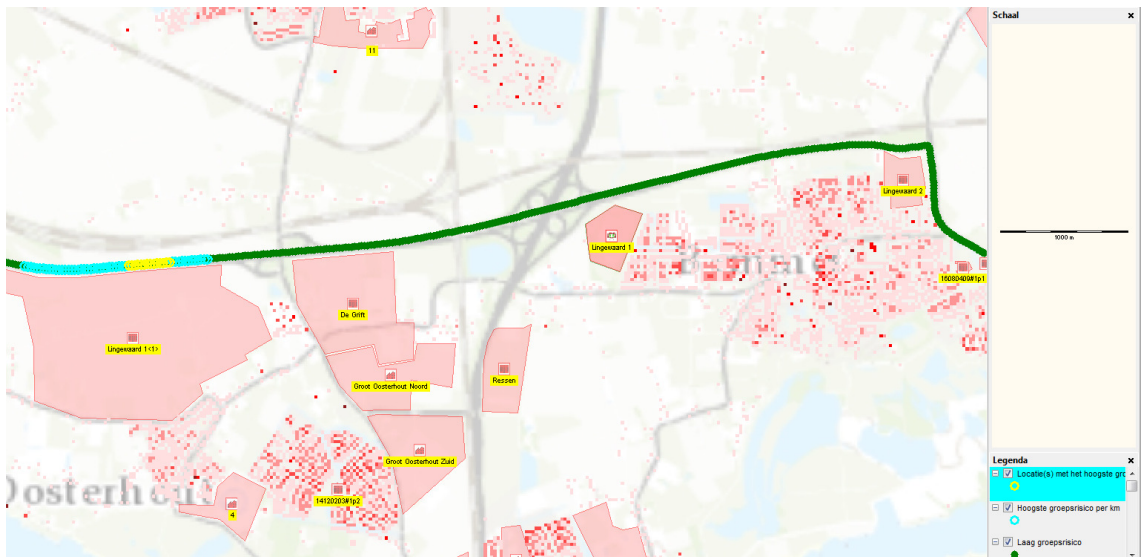 Schaal
11
Lingewaard 2
Lingewaard 1
1000 m
16080409#1p1
De Grift
Lingewaard 1<1>
Ressen
Groot Oosterhout Noord
Groot Oosterhout Zuid
Legenda
Locatie(s) met het hoogste gro
Oosterhout
14120203#1p2
4
Hoogste groepsrisico per km
Laag groepsrisico